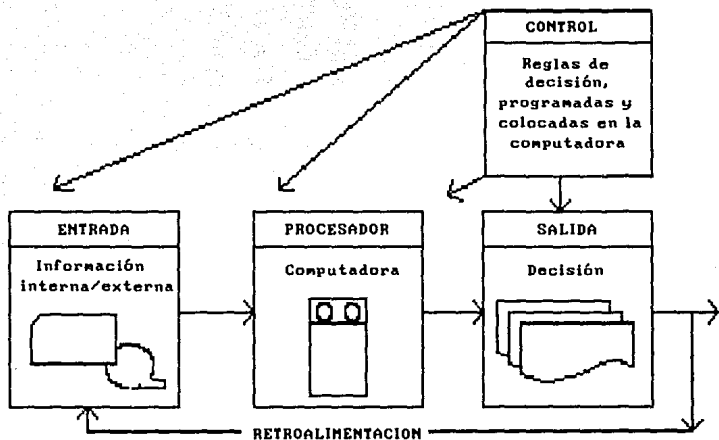 CONTROL
Reglas de
decisión,
programadas y
colocadas en la
computadora
ENTRADA
Información
interna/externa
PROCESADOR
Computadora
SALIDA
Decisión
RETROALIMENTACION